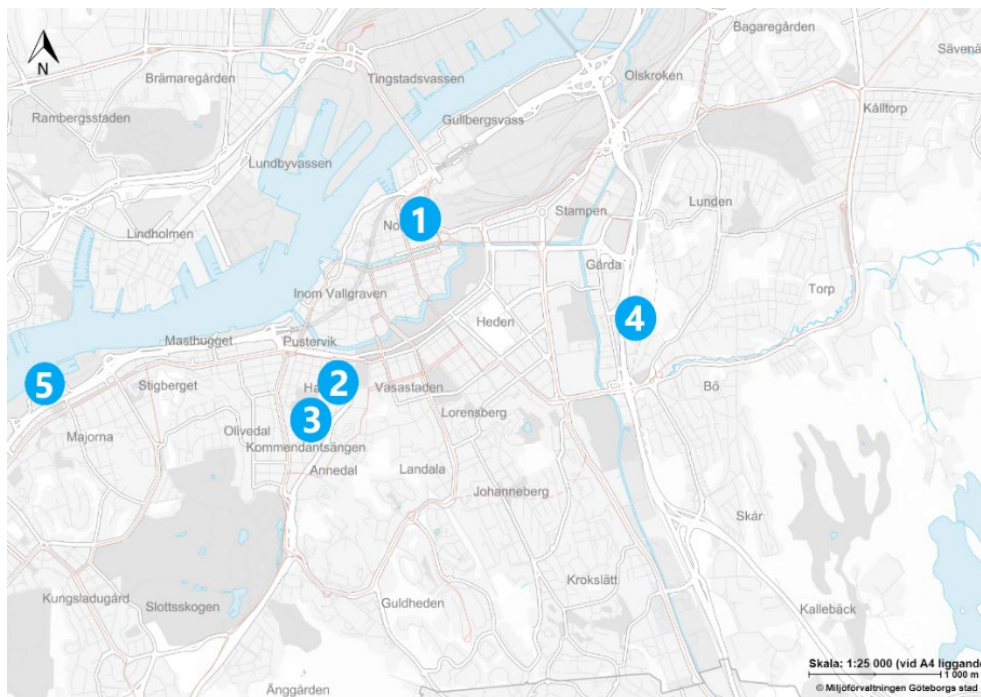 Bagaregården
Sävenä
N
Brämaregården
Tingstadsvassen
Olskroken
Kålltorp
Rambergsstaden
Gullbergsvass
Lundbyvassen
Lunden
No
1
Stampen
Lindholmen
Gårda
Inom Vallgraven
Torp
Heden
4
Masthugget
Pustervik
5
Stigberget
Ha
2
Vasastaden
Bö
3
Lorensberg
Olivedal
Majorna
Kommendantsängen
Annedal
Landala
Johanneberg
Skår
Krokslätt
Kungsladugård
Slottsskogen
Guldheden
Kallebäck
Skala: 1:25 000 (vid A4 liggande
1 000 m
Änggården
© Miljöförvaltningen Göteborgs stad